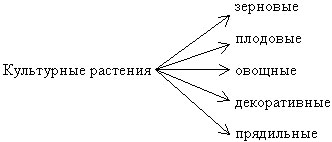 зерновые
плодовые
Культурные растения
овощные
декоративные
прядильные